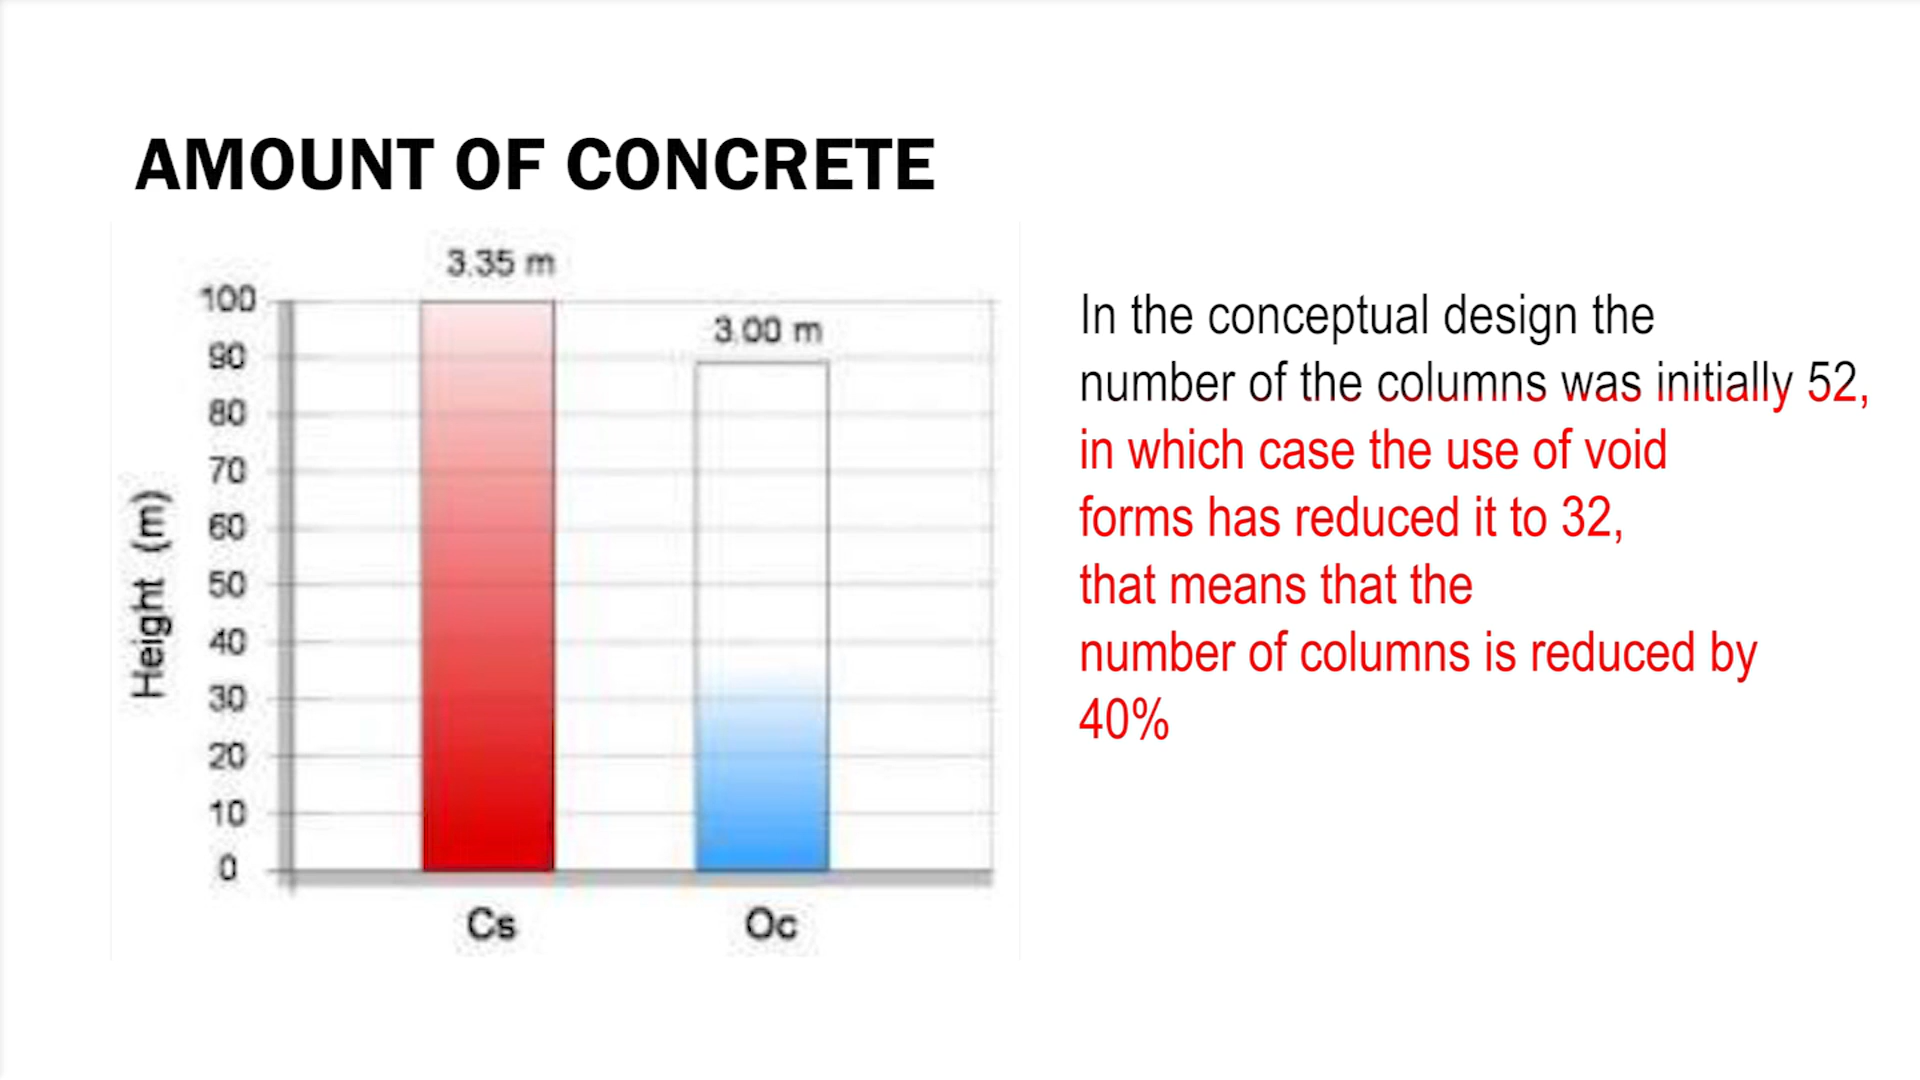 AMOUNT OF CONCRETE
3.35 m
3.00 m
100
90
80
70
60
50
40
30
20
10
0
Height (m)
Cs
Oc
In the conceptual design the
number of the columns was initially 52,
in which case the use of void
forms has reduced it to 32,
that means that the
number of columns is reduced by
40%